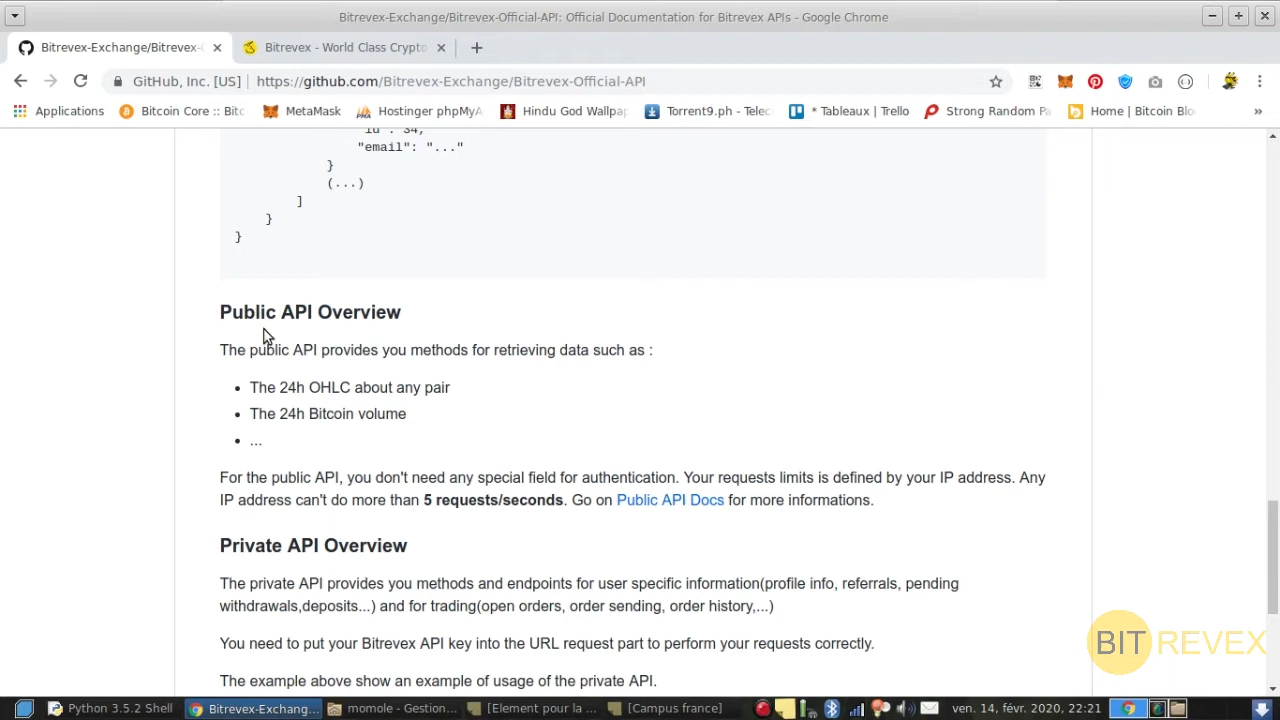 Bitrevex-Exchange/Bitrevex-Official-API: Official Documentation for Bitrevex APIs - Google Chrome
Bitrevex-Exchange/Bitrevex-
Bitrevex - World Class Crypto
GitHub, Inc. [US] https://github.com/Bitrevex-Exchange/Bitrevex-Official-API
Applications Bitcoin Core :: Bitc MetaMask Hostinger phpMyA Hindu God Wallpap Torrent9.ph - Telec * Tableaux | Trello Strong Random Pa Home | Bitcoin Blo »
"id": 34,
"email": "..."
}
(...)
]
}
}
Public API Overview
The public API provides you methods for retrieving data such as :
• The 24h OHLC about any pair
• The 24h Bitcoin volume
• ...
For the public API, you don't need any special field for authentication. Your requests limits is defined by your IP address. Any
IP address can't do more than 5 requests/seconds. Go on Public API Docs for more informations.
Private API Overview
The private API provides you methods and endpoints for user specific information(profile info, referrals, pending
withdrawals,deposits...) and for trading(open orders, order sending, order history,...)
You need to put your Bitrevex API key into the URL request part to perform your requests correctly.
The example above show an example of usage of the private API.
BITREVEX
Python 3.5.2 Shell Bitrevex-Exchang... momole - Gestion... [Element pour la ... [Campus france] ven. 14, févr. 2020, 22:21